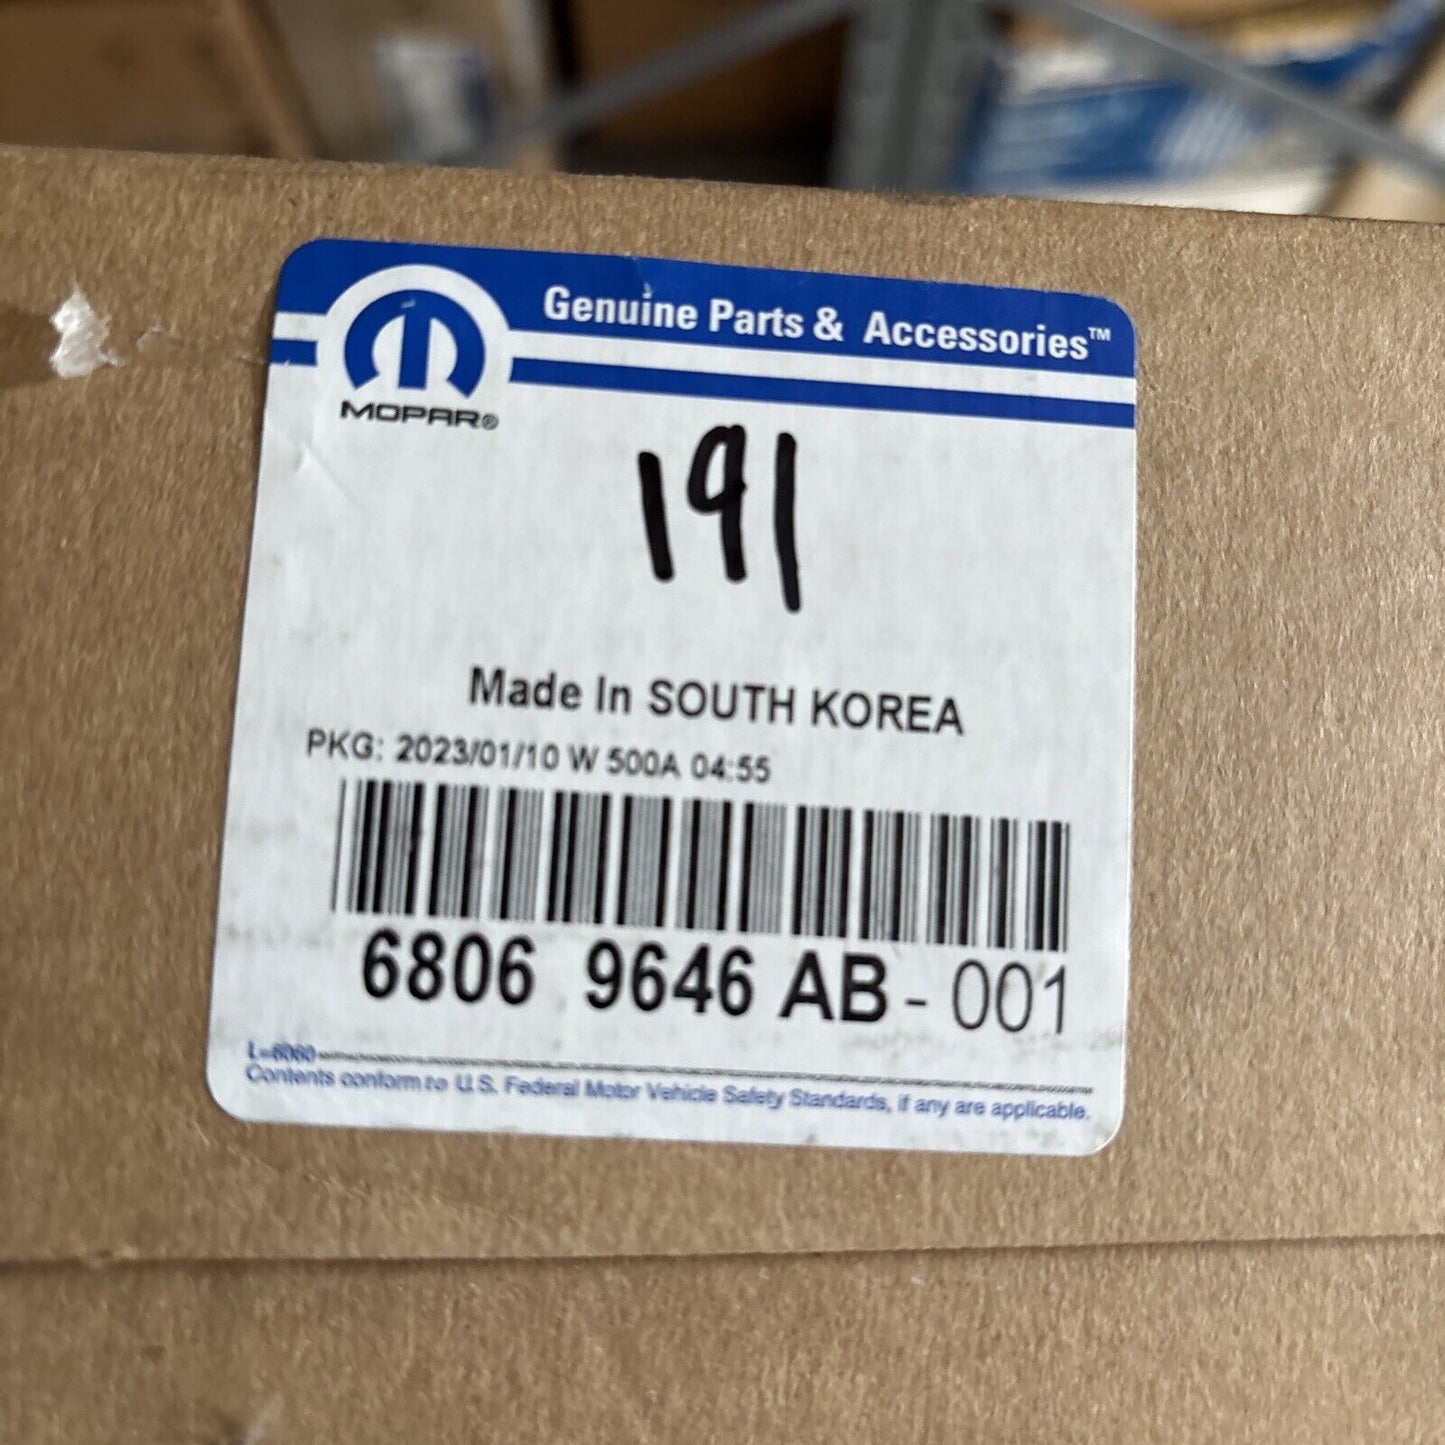 Genuine Parts & Accessories™
MOPAR®
191
Made In SOUTH KOREA
PKG: 2023/01/10 W 500A 04:55
6806 9646 AB - 001
L-6060
Contents conform to U.S. Federal Motor Vehicle Safety Standards, if any are applicable.